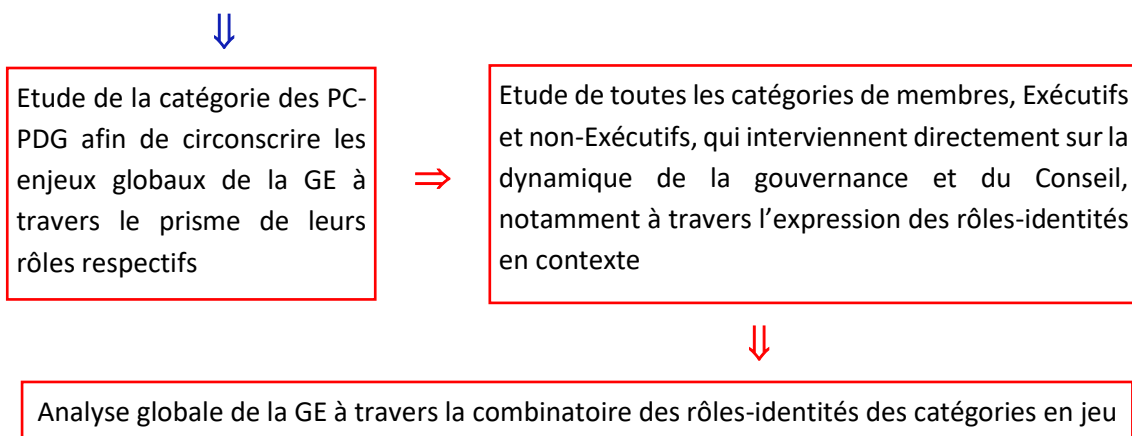 ⇓
Etude de la catégorie des PC-
PDG afin de circonscrire les
enjeux globaux de la GE à
travers le prisme de leurs
rôles respectifs
⇒
Etude de toutes les catégories de membres, Exécutifs
et non-Exécutifs, qui interviennent directement sur la
dynamique de la gouvernance et du Conseil,
notamment à travers l’expression des rôles-identités
en contexte
⇓
Analyse globale de la GE à travers la combinatoire des rôles-identités des catégories en jeu